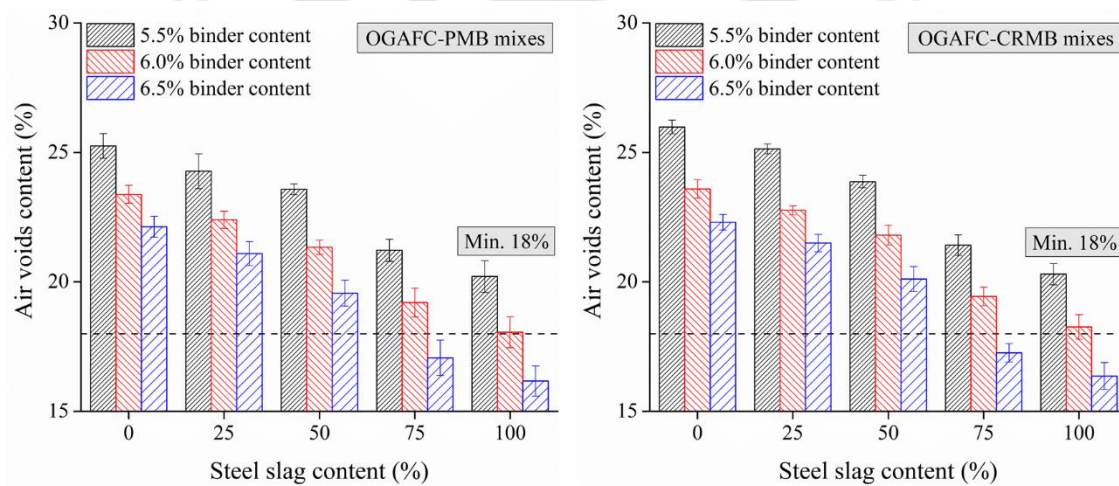 30
25
20
15
Air voids content (%)
5.5% binder content
6.0% binder content
6.5% binder content
OGAFC-PMB mixes
Min. 18%
0 25 50 75 100
Steel slag content (%)
30
25
20
15
Air voids content (%)
5.5% binder content
6.0% binder content
6.5% binder content
OGAFC-CRMB mixes
Min. 18%
0 25 50 75 100
Steel slag content (%)